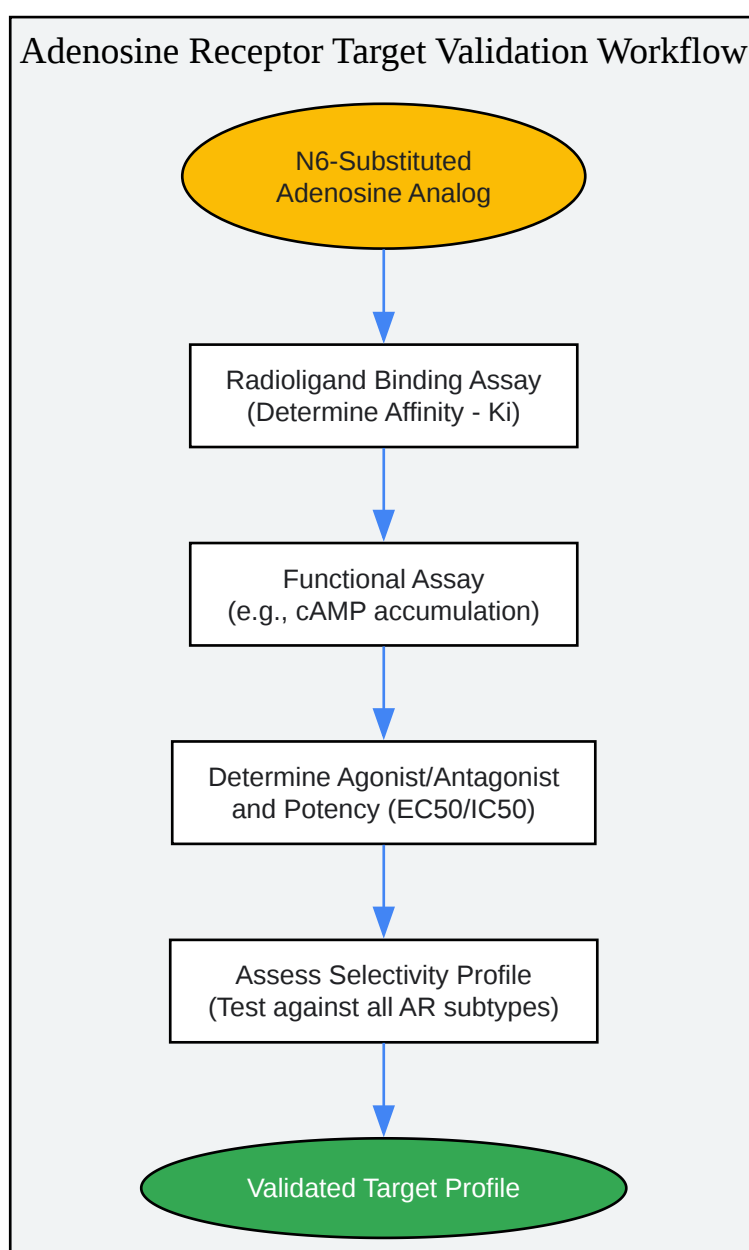 Adenosine Receptor Target Validation Workflow
N6-Substituted
Adenosine Analog
Radioligand Binding Assay
(Determine Affinity - Ki)
Functional Assay
(e.g., cAMP accumulation)
Determine Agonist/Antagonist
and Potency (EC50/IC50)
Assess Selectivity Profile
(Test against all AR subtypes)
Validated Target Profile